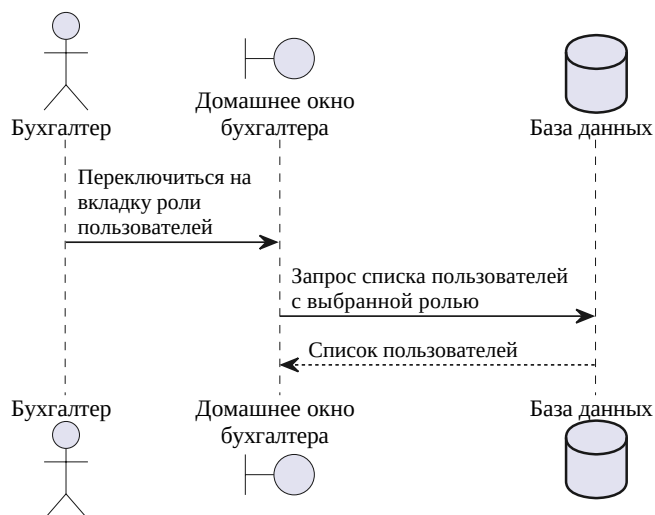 Бухгалтер
Домашнее окно
бухгалтера
База данных
Переключиться на
вкладку роли
пользователей
Запрос списка пользователей
с выбранной ролью
Список пользователей
Бухгалтер
Домашнее окно
бухгалтера
База данных